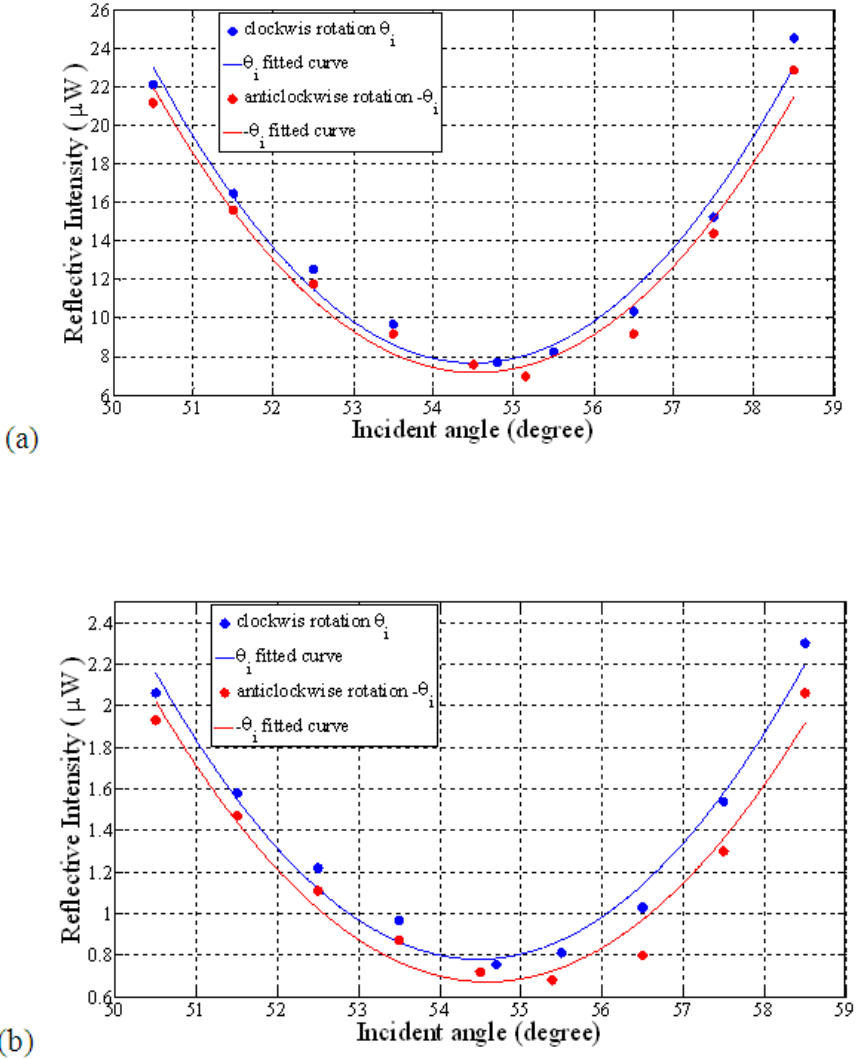 26
24
22
20
18
16
14
12
10
8
6
Reflective Intensity (μW)
clockwis rotation θi
θi fitted curve
anticlockwise rotation -θi
-θi fitted curve
50 51 52 53 54 55 56 57 58 59
Incident angle (degree)
(a)
2.4
2.2
2
1.8
1.6
1.4
1.2
1
0.8
0.6
Reflective Intensity (μW)
clockwis rotation θi
θi fitted curve
anticlockwise rotation -θi
-θi fitted curve
50 51 52 53 54 55 56 57 58 59
Incident angle (degree)
(b)